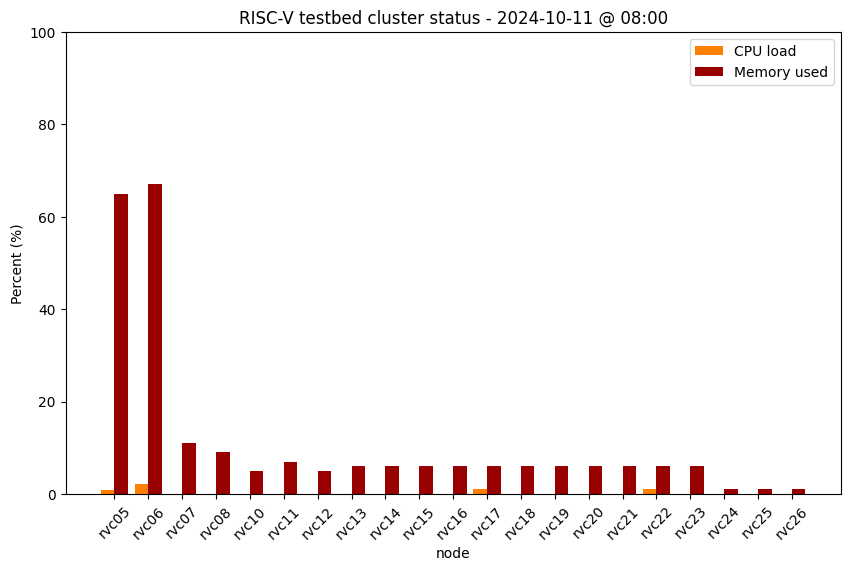 RISC-V testbed cluster status - 2024-10-11 @ 08:00
CPU load
Memory used
Percent (%)
100
80
60
40
20
0
rvc05 rvc06 rvc07 rvc08 rvc10 rvc11 rvc12 rvc13 rvc14 rvc15 rvc16 rvc17 rvc18 rvc19 rvc20 rvc21 rvc22 rvc23 rvc24 rvc25 rvc26
node